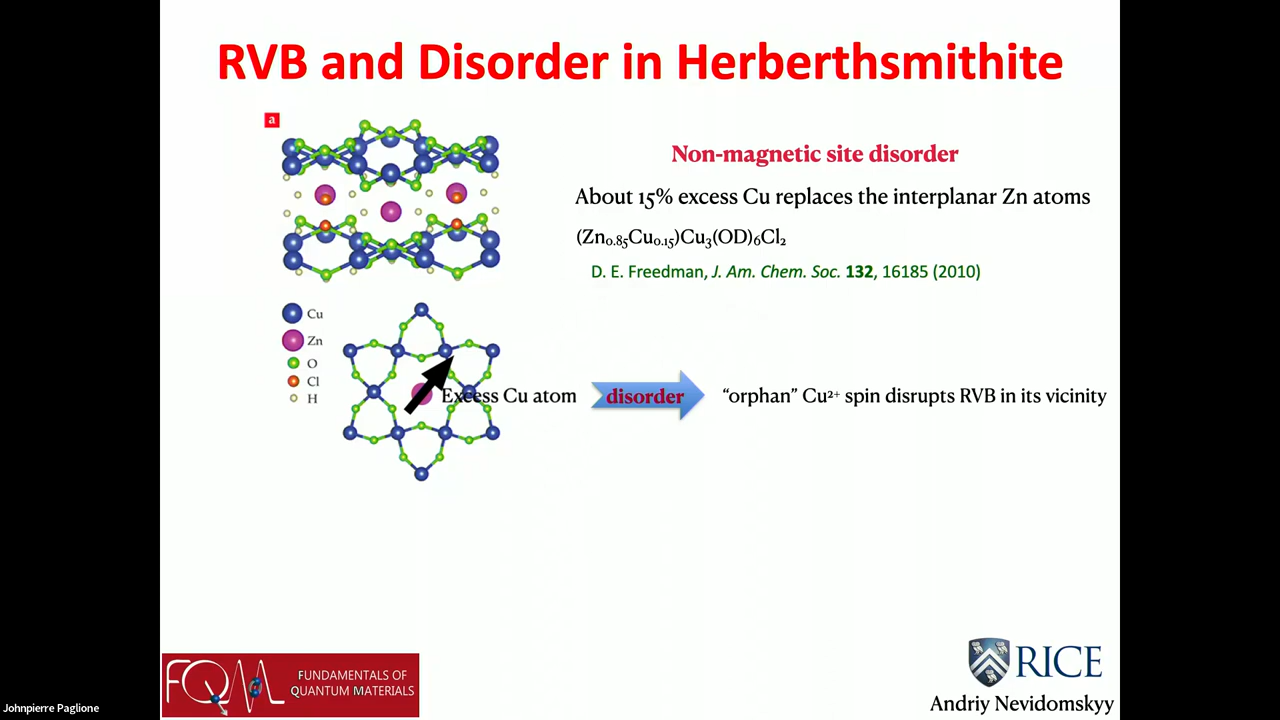 RVB and Disorder in Herberthsmithite
a
Non-magnetic site disorder
About 15% excess Cu replaces the interplanar Zn atoms
(Zn₀.₈₅Cu₀.₁₅)Cu₃(OD)₆Cl₂
D. E. Freedman, J. Am. Chem. Soc. 132, 16185 (2010)
Cu
Zn
O
Cl
H
Excess Cu atom
disorder
“orphan” Cu²⁺ spin disrupts RVB in its vicinity
FQM
FUNDAMENTALS OF
QUANTUM MATERIALS
RICE
Andriy Nevidomskyy
Johnpierre Paglione